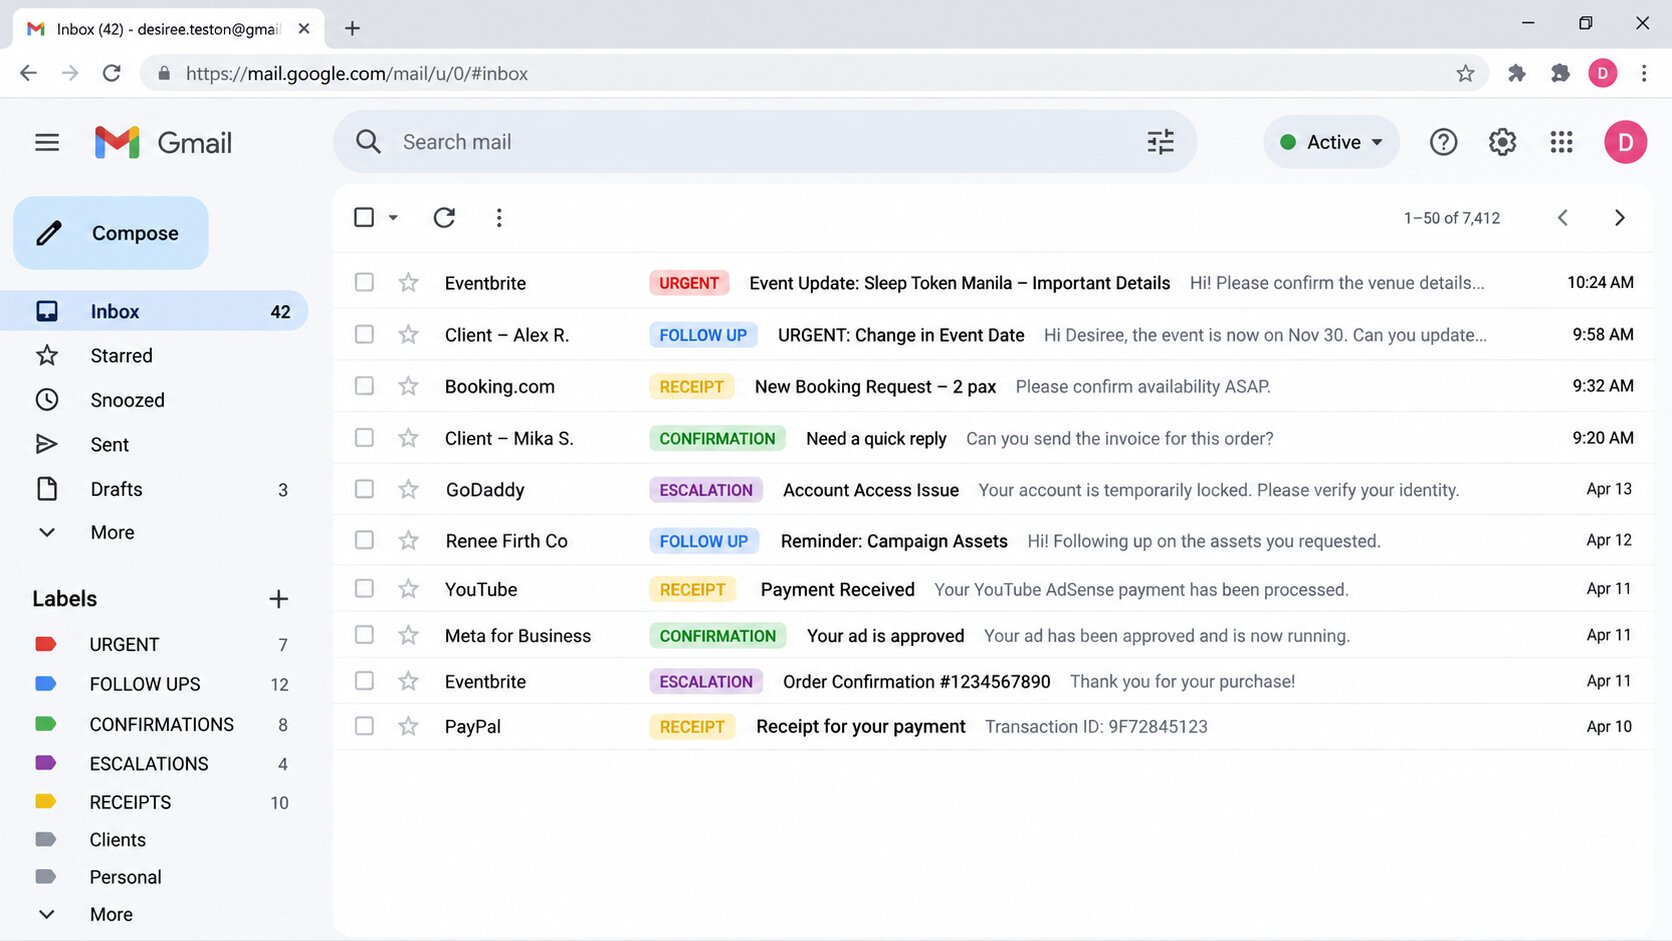 Inbox (42) - desiree.teston@gmai
https://mail.google.com/mail/u/0/#inbox
D
Gmail
Search mail
Active
D
Compose
1–50 of 7,412
Inbox 42
Starred
Snoozed
Sent
Drafts 3
More
Labels
URGENT 7
FOLLOW UPS 12
CONFIRMATIONS 8
ESCALATIONS 4
RECEIPTS 10
Clients
Personal
More
Eventbrite URGENT Event Update: Sleep Token Manila – Important Details Hi! Please confirm the venue details... 10:24 AM
Client – Alex R. FOLLOW UP URGENT: Change in Event Date Hi Desiree, the event is now on Nov 30. Can you update... 9:58 AM
Booking.com RECEIPT New Booking Request – 2 pax Please confirm availability ASAP. 9:32 AM
Client – Mika S. CONFIRMATION Need a quick reply Can you send the invoice for this order? 9:20 AM
GoDaddy ESCALATION Account Access Issue Your account is temporarily locked. Please verify your identity. Apr 13
Renee Firth Co FOLLOW UP Reminder: Campaign Assets Hi! Following up on the assets you requested. Apr 12
YouTube RECEIPT Payment Received Your YouTube AdSense payment has been processed. Apr 11
Meta for Business CONFIRMATION Your ad is approved Your ad has been approved and is now running. Apr 11
Eventbrite ESCALATION Order Confirmation #1234567890 Thank you for your purchase! Apr 11
PayPal RECEIPT Receipt for your payment Transaction ID: 9F72845123 Apr 10